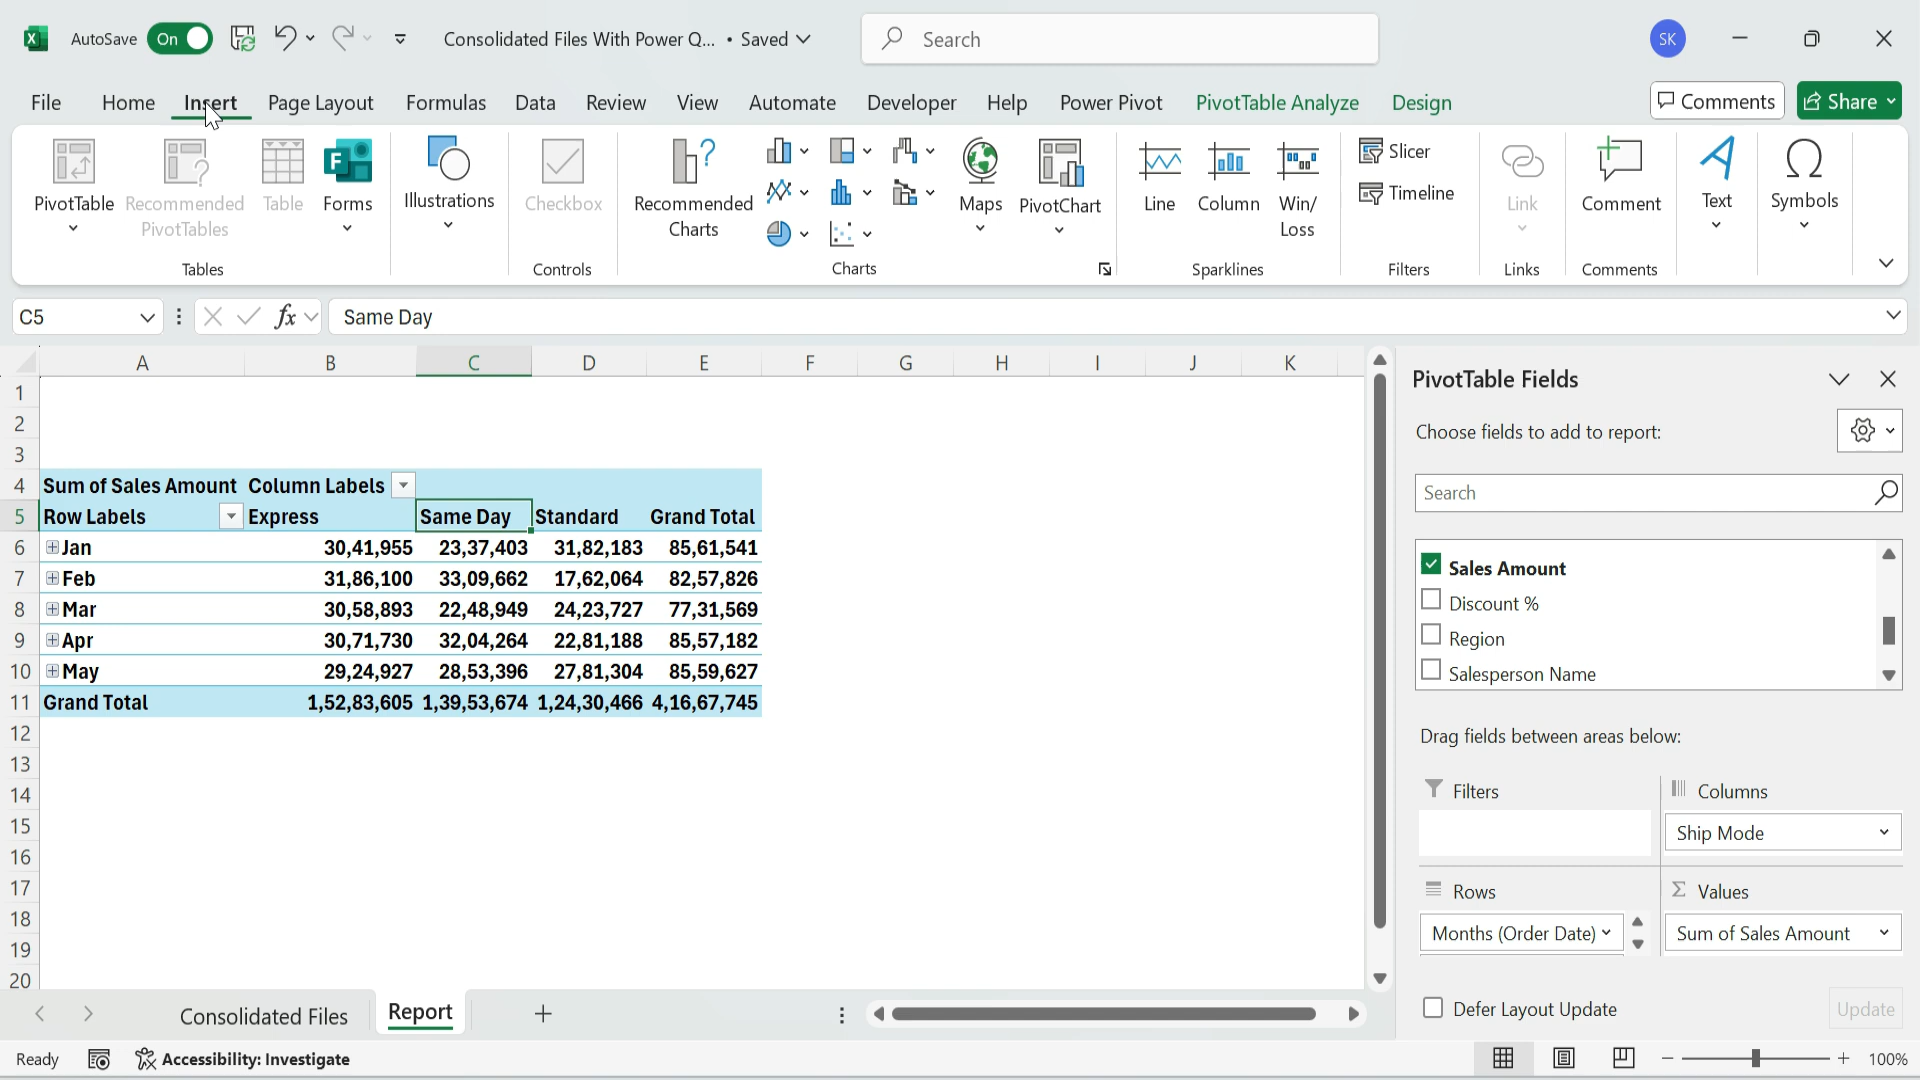 AutoSave On Consolidated Files With Power Q... • Saved Search SK
File Home Insert Page Layout Formulas Data Review View Automate Developer Help Power Pivot PivotTable Analyze Design Comments Share
PivotTable Recommended PivotTables Table Forms Illustrations Checkbox Recommended Charts Maps PivotChart Line Column Win/ Loss Slicer Timeline Link Comment Text Symbols
Tables Controls Charts Sparklines Filters Links Comments
C5 fx Same Day
A B C D E F G H I J K
1
2
3
4 Sum of Sales Amount Column Labels
5 Row Labels Express Same Day Standard Grand Total
6 Jan 30,41,955 23,37,403 31,82,183 85,61,541
7 Feb 31,86,100 33,09,662 17,62,064 82,57,826
8 Mar 30,58,893 22,48,949 24,23,727 77,31,569
9 Apr 30,71,730 32,04,264 22,81,188 85,57,182
10 May 29,24,927 28,53,396 27,81,304 85,59,627
11 Grand Total 1,52,83,605 1,39,53,674 1,24,30,466 4,16,67,745
12
13
14
15
16
17
18
19
20
PivotTable Fields
Choose fields to add to report:
Search
Sales Amount
Discount %
Region
Salesperson Name
Drag fields between areas below:
Filters Columns
Ship Mode
Rows Σ Values
Months (Order Date) Sum of Sales Amount
Defer Layout Update Update
Consolidated Files Report
Ready Accessibility: Investigate 100%